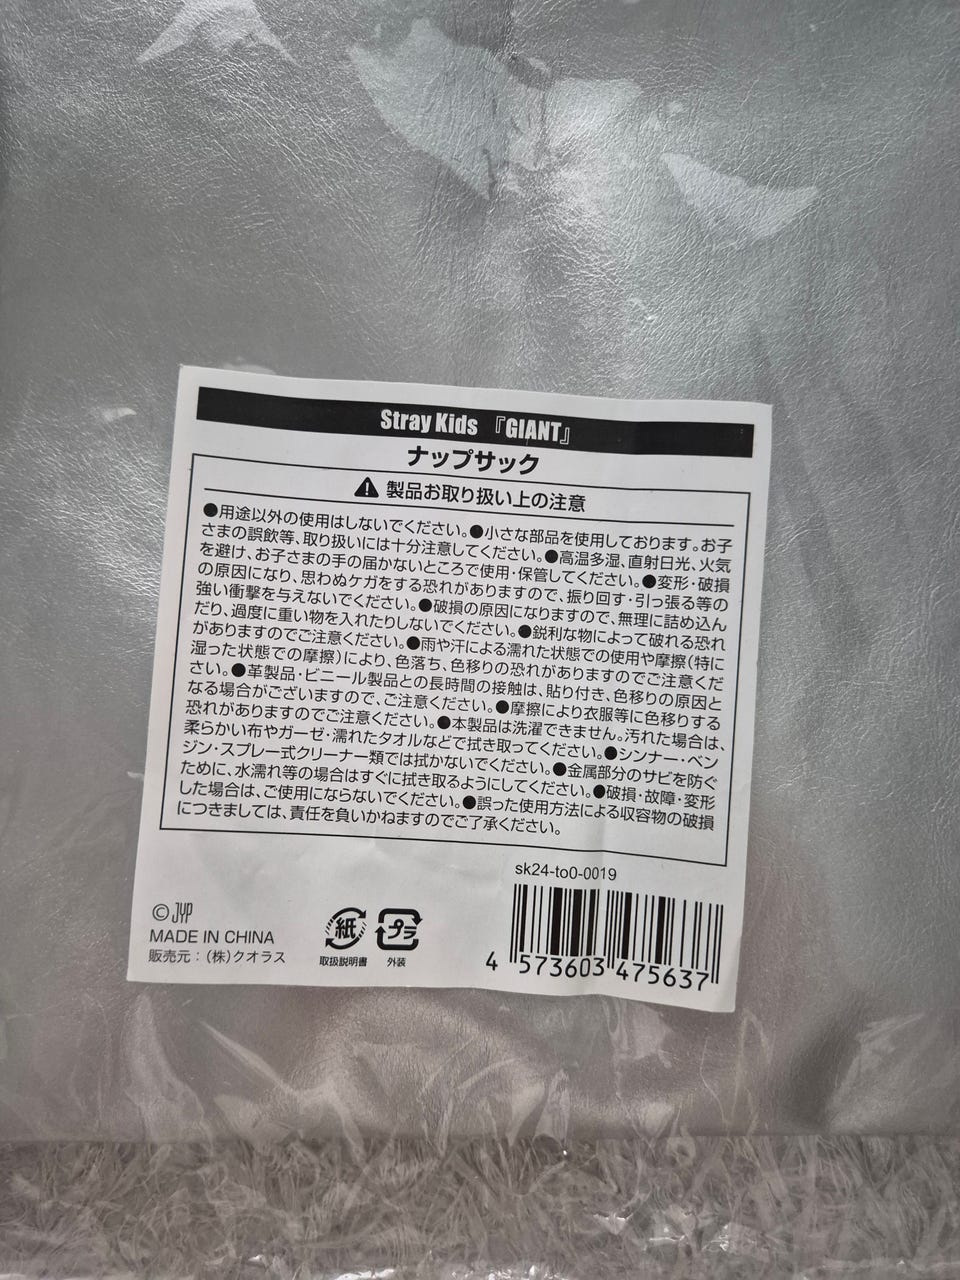 Stray Kids 『GIANT』
ナップサック
製品お取り扱い上の注意
●用途以外の使用はしないでください。●小さな部品を使用しております。お子
さまの誤飲等、取り扱いには十分注意してください。●高温多湿、直射日光、火気
を避け、お子さまの手の届かないところで使用・保管してください。●変形・破損
の原因になり、思わぬケガをする恐れがありますので、振り回す・引っ張る等の
強い衝撃を与えないでください。●破損の原因になりますので、無理に詰め込ん
だり、過度に重い物を入れたりしないでください。●鋭利な物によって破れる恐れ
がありますのでご注意ください。●雨や汗による濡れた状態での使用や摩擦(特に
湿った状態での摩擦)により、色落ち、色移りの恐れがありますのでご注意くだ
さい。●革製品・ビニール製品との長時間の接触は、貼り付き、色移りの原因と
なる場合がございますので、ご注意ください。●摩擦により衣服等に色移りする
恐れがありますのでご注意ください。●本製品は洗濯できません。汚れた場合は、
柔らかい布やガーゼ・濡れたタオルなどで拭き取ってください。●シンナー・ベン
ジン・スプレー式クリーナー類では拭かないでください。●金属部分のサビを防ぐ
ために、水濡れ等の場合はすぐに拭き取るようにしてください。●破損・故障・変形
した場合は、ご使用にならないでください。●誤った使用方法による収容物の破損
につきましては、責任を負いかねますのでご了承ください。
sk24-to0-0019
© JYP
MADE IN CHINA
販売元:(株)クオラス
紙
取扱説明書
プラ
外装
4 573603 475637